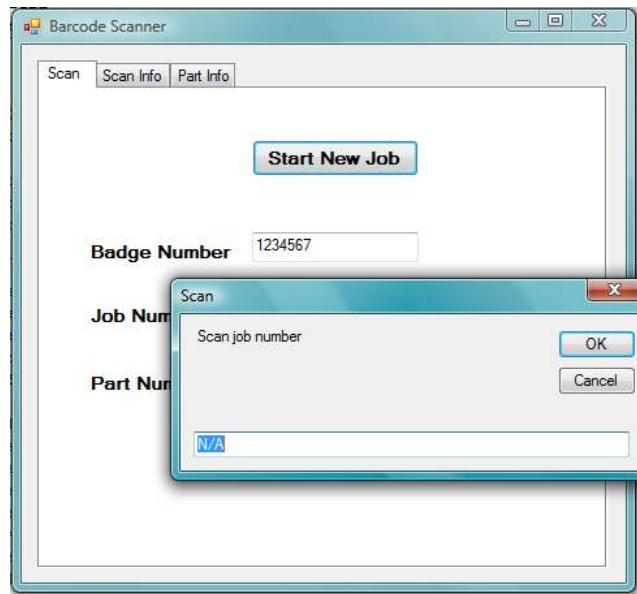 Barcode Scanner
Scan Scan Info Part Info
Start New Job
Badge Number 1234567
Scan
Job Num
Scan job number
OK
Part Num
Cancel
N/A